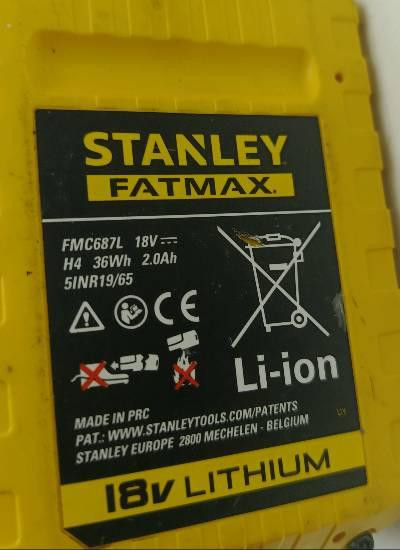 STANLEY
FATMAX.
FMC687L 18V ⎓
H4 36Wh 2.0Ah
5INR19/65
CE
Li-ion
MADE IN PRC
PAT.: WWW.STANLEYTOOLS.COM/PATENTS
STANLEY EUROPE 2800 MECHELEN - BELGIUM
18V LITHIUM